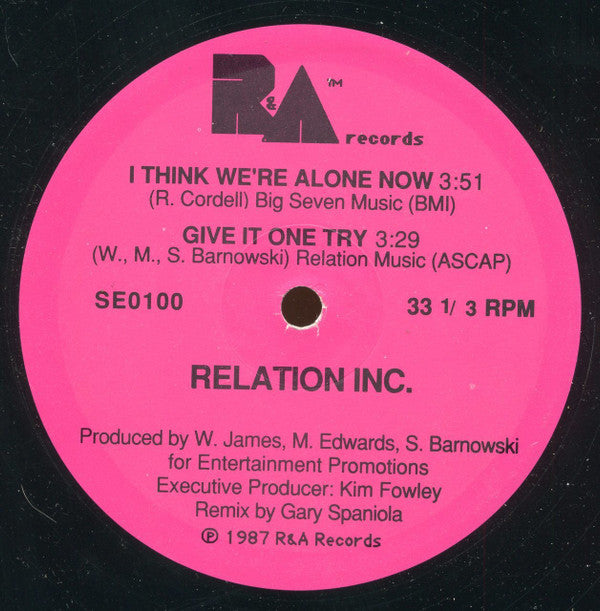 R&A™ records
I THINK WE'RE ALONE NOW 3:51
(R. Cordell) Big Seven Music (BMI)
GIVE IT ONE TRY 3:29
(W., M., S. Barnowski) Relation Music (ASCAP)
SE0100
33 1/3 RPM
RELATION INC.
Produced by W. James, M. Edwards, S. Barnowski
for Entertainment Promotions
Executive Producer: Kim Fowley
Remix by Gary Spaniola
℗ 1987 R&A Records